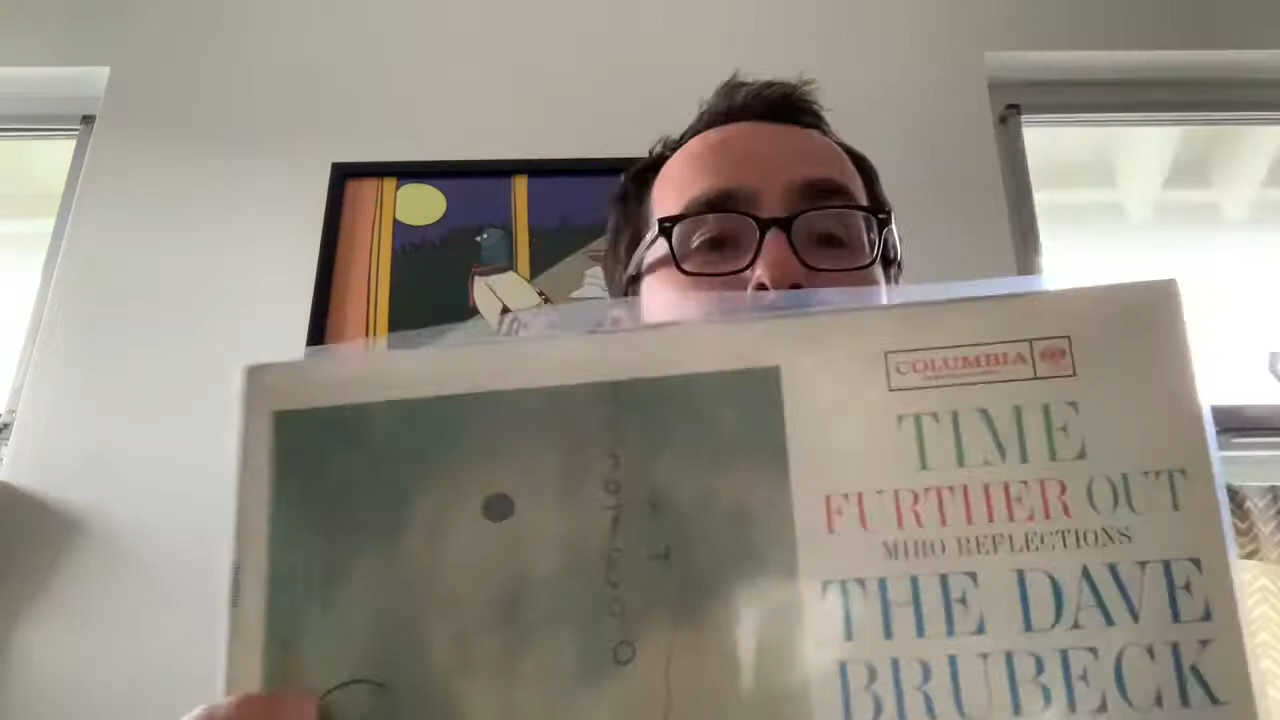 COLUMBIA
TIME
FURTHER OUT
MIRO REFLECTIONS
THE DAVE
BRUBECK